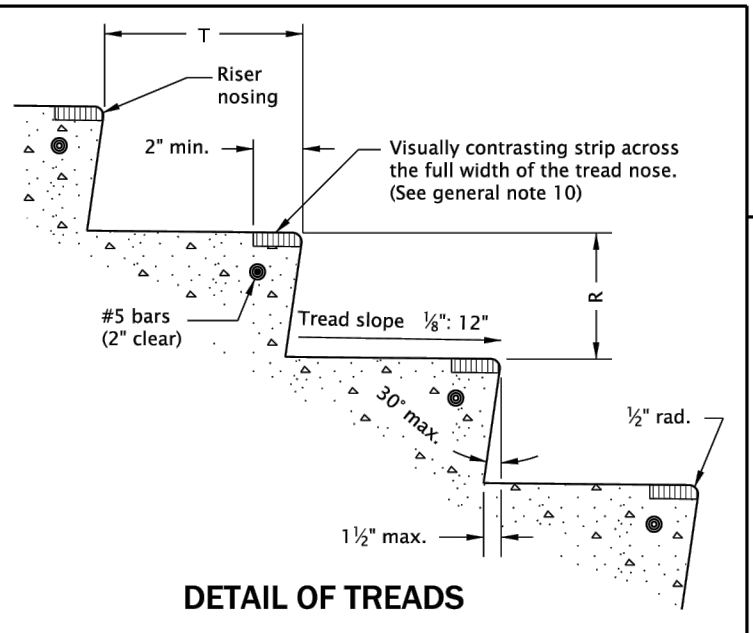 T
Riser
nosing
2" min.
Visually contrasting strip across
the full width of the tread nose.
(See general note 10)
R
#5 bars
(2" clear)
Tread slope ⅛": 12"
30° max.
½" rad.
1½" max.
DETAIL OF TREADS